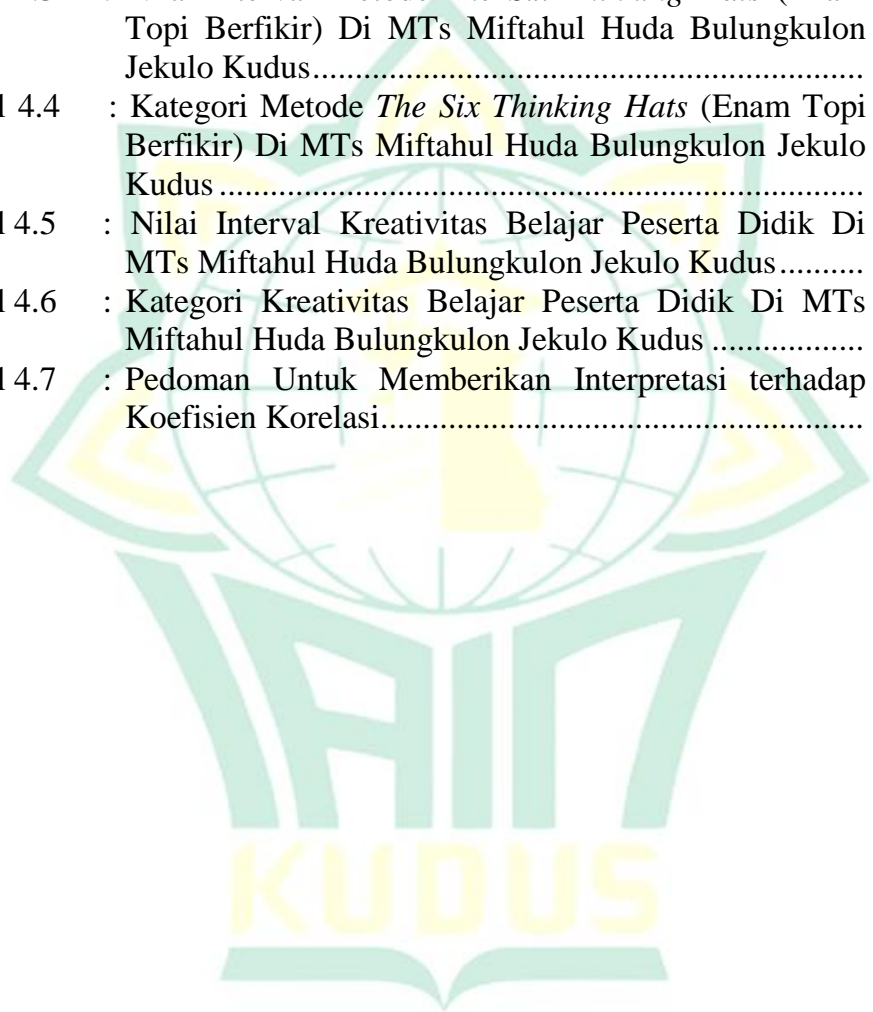 Topi Berfikir) Di MTs Miftahul Huda Bulungkulon
Jekulo Kudus................................................................
l 4.4 : Kategori Metode The Six Thinking Hats (Enam Topi
Berfikir) Di MTs Miftahul Huda Bulungkulon Jekulo
Kudus...........................................................................
l 4.5 : Nilai Interval Kreativitas Belajar Peserta Didik Di
MTs Miftahul Huda Bulungkulon Jekulo Kudus..........
l 4.6 : Kategori Kreativitas Belajar Peserta Didik Di MTs
Miftahul Huda Bulungkulon Jekulo Kudus ..................
l 4.7 : Pedoman Untuk Memberikan Interpretasi terhadap
Koefisien Korelasi........................................................
IAIN
KUDUS